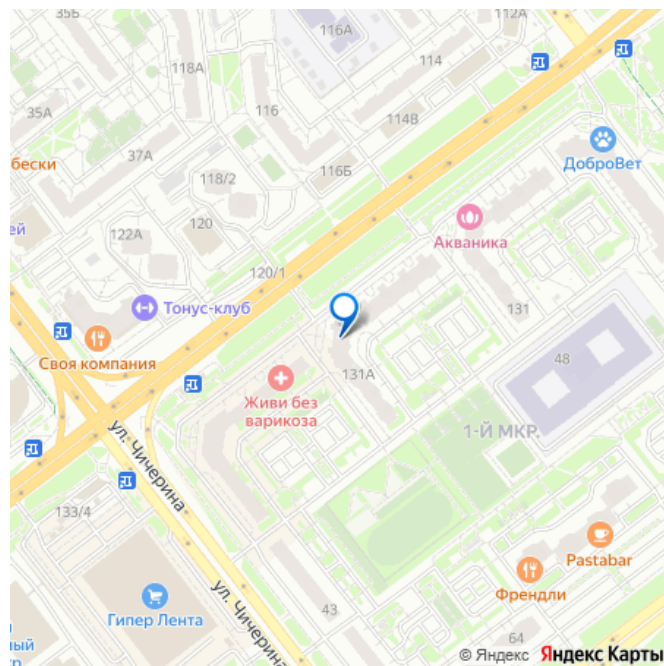 35Б
116А
112А
118А
114
35А
116
114В
бески
37А
118/2
116Б
ДоброВет
ей
122А
120
Акваника
120/1
131
Тонус-клуб
Своя компания
131А
48
Живи без
варикоза
1-Й МКР.
ул. Чичерина
133/4
Pastabar
Френдли
Гипер Лента
43
ул. Чичерина
64
ный
р
© Яндекс Яндекс Карты